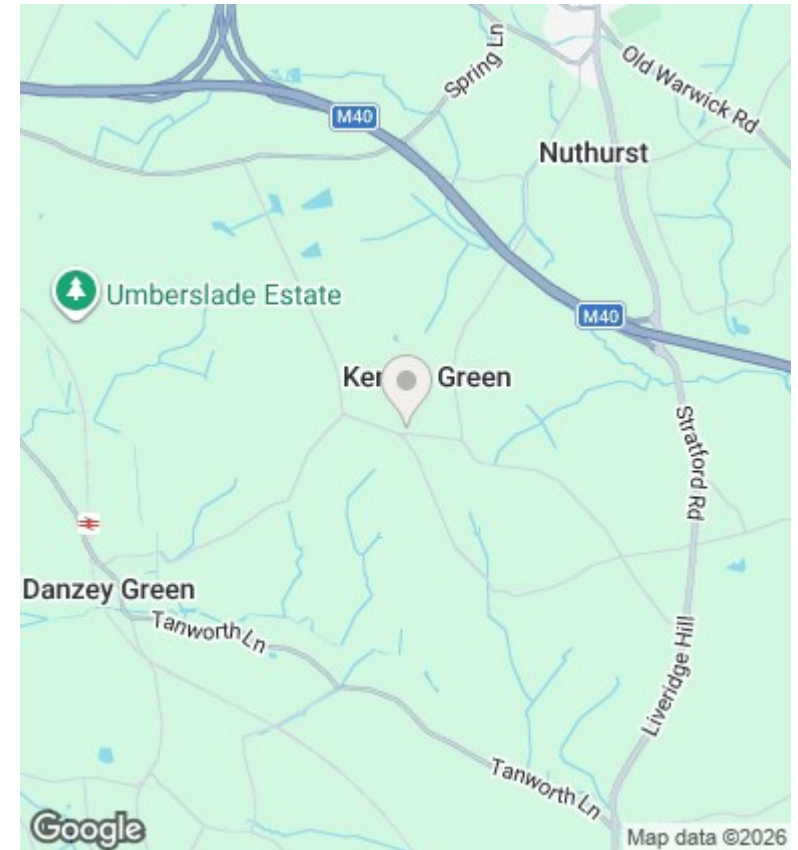 Old Warwick Rd
Spring Ln
M40
Nuthurst
Umberslade Estate
M40
Green
Stratford Rd
Danzey Green
Tanworth Ln
Liveridge Hill
Tanworth Ln
Google
Map data ©2026